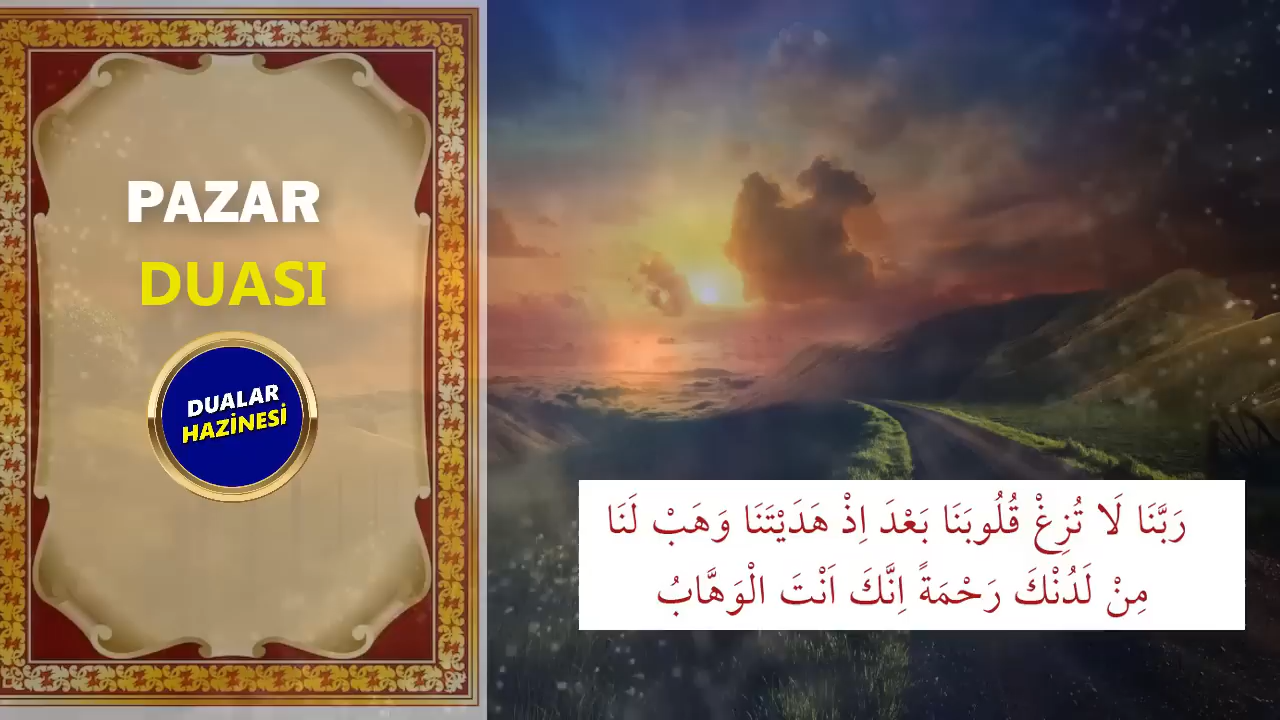 PAZAR
DUASI
DUALAR
HAZİNESİ
رَبَّنَا لَا تُزِغْ قُلُوبَنَا بَعْدَ اِذْ هَدَيْتَنَا وَهَبْ لَنَا
مِنْ لَدُنْكَ رَحْمَةً اِنَّكَ اَنْتَ الْوَهَّابُ